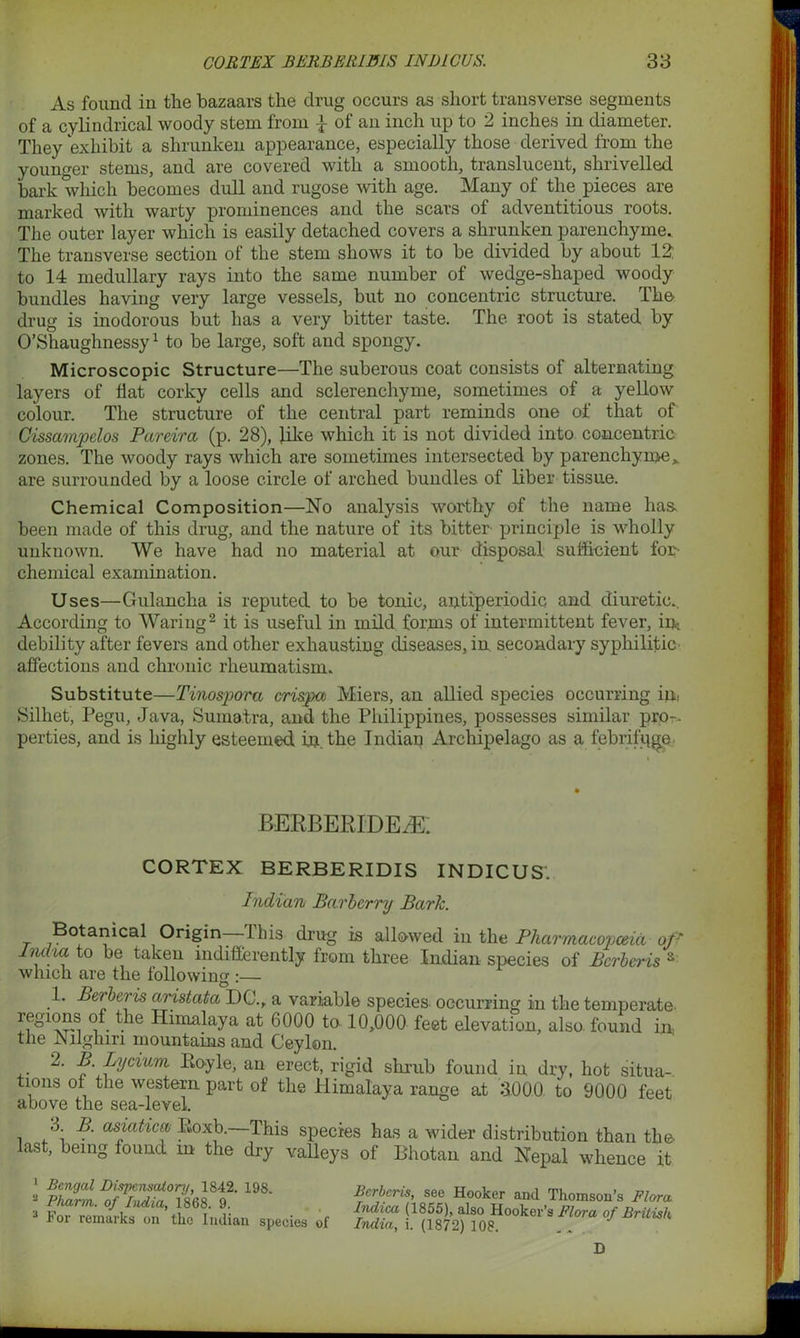 CORTEX BERBERIDIS INDICUS. 33
As found in the bazaars the drug occurs as short transverse segments
of a cylindrical woody stem from ¼ of an inch up to 2 inches in diameter.
They exhibit a shrunken appearance, especially those derived from the
younger stems, and are covered with a smooth, translucent, shrivelled
bark which becomes dull and rugose with age. Many of the pieces are
marked with warty prominences and the scars of adventitious roots.
The outer layer which is easily detached covers a shrunken parenchyme.
The transverse section of the stem shows it to be divided by about 12
to 14 medullary rays into the same number of wedge-shaped woody
bundles having very large vessels, but no concentric structure. The
drug is inodorous but has a very bitter taste. The root is stated by
O'Shaughnessy¹ to be large, soft and spongy.
Microscopic Structure—The suberous coat consists of alternating
layers of flat corky cells and sclerenchyme, sometimes of a yellow
colour. The structure of the central part reminds one of that of
Cissampelos Pareira (p. 28), like which it is not divided into concentric
zones. The woody rays which are sometimes intersected by parenchyme,
are surrounded by a loose circle of arched bundles of liber tissue.
Chemical Composition—No analysis worthy of the name has
been made of this drug, and the nature of its bitter principle is wholly
unknown. We have had no material at our disposal sufficient for
chemical examination.
Uses—Gulancha is reputed to be tonic, antiperiodic and diuretic.
According to Waring² it is useful in mild forms of intermittent fever, in
debility after fevers and other exhausting diseases, in secondary syphilitic
affections and chronic rheumatism.
Substitute—Tinospora crispa Miers, an allied species occurring in
Silhet, Pegu, Java, Sumatra, and the Philippines, possesses similar pro-
perties, and is highly esteemed in the Indian Archipelago as a febrifuge.
BERBERIDEÆ.
CORTEX BERBERIDIS INDICUS.
Indian Barberry Bark.
Botanical Origin—This drug is allowed in the Pharmacopœia of
India to be taken indifferently from three Indian species of Berberis³
which are the following :—
1. Berberis aristata DC., a variable species occurring in the temperate
regions of the Himalaya at 6000 to 10,000 feet elevation, also found in
the Nilghiri mountains and Ceylon.
2. B. Lycium Royle, an erect, rigid shrub found in dry, hot situa-
tions of the western part of the Himalaya range at 3000 to 9000 feet
above the sea-level.
3. B. asiatica Roxb.—This species has a wider distribution than the
last, being found in the dry valleys of Bhotan and Nepal whence it
¹ Bengal Dispensatory, 1842. 198.
² Pharm. of India, 1868. 9.
³ For remarks on the Indian species of
Berberis, see Hooker and Thomson's Flora
Indica (1855), also Hooker's Flora of British
India, i. (1872) 108.
D